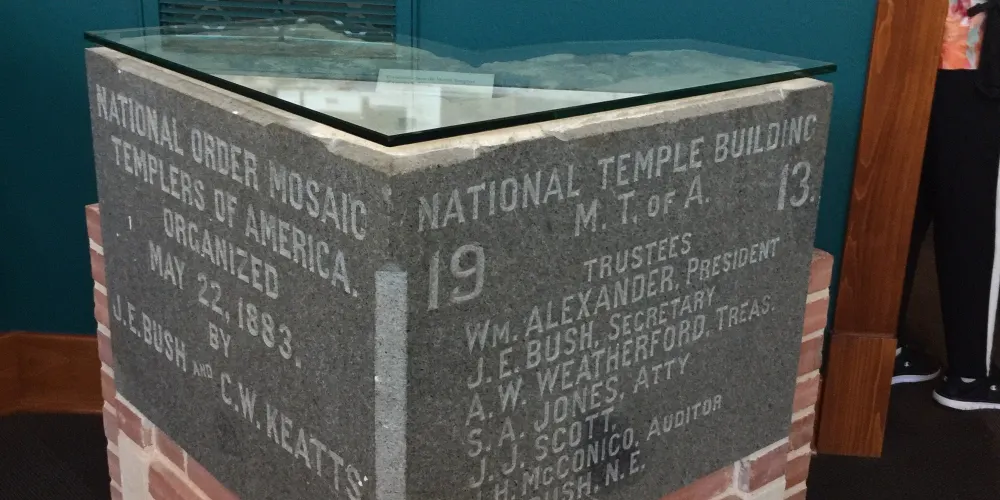 NATIONAL ORDER MOSAIC
TEMPLERS OF AMERICA.
ORGANIZED
MAY 22, 1883.
BY
J.E.BUSH AND C.W.KEATTS
NATIONAL TEMPLE BUILDING
M. T. OF A.
19 13.
TRUSTEES
WM. ALEXANDER, PRESIDENT
J. E. BUSH, SECRETARY
A. W. WEATHERFORD, TREAS.
S. A. JONES, ATTY
J. J. SCOTT.
H. MCCONICO, AUDITOR
BUSH, N.E.